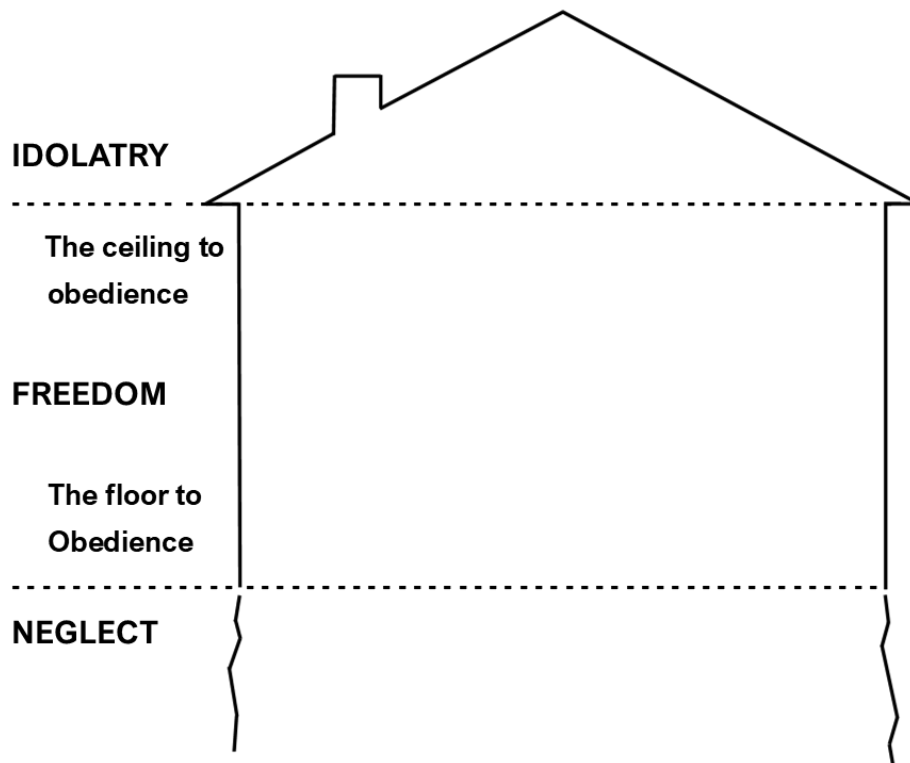 IDOLATRY
The ceiling to
obedience
FREEDOM
The floor to
Obedience
NEGLECT